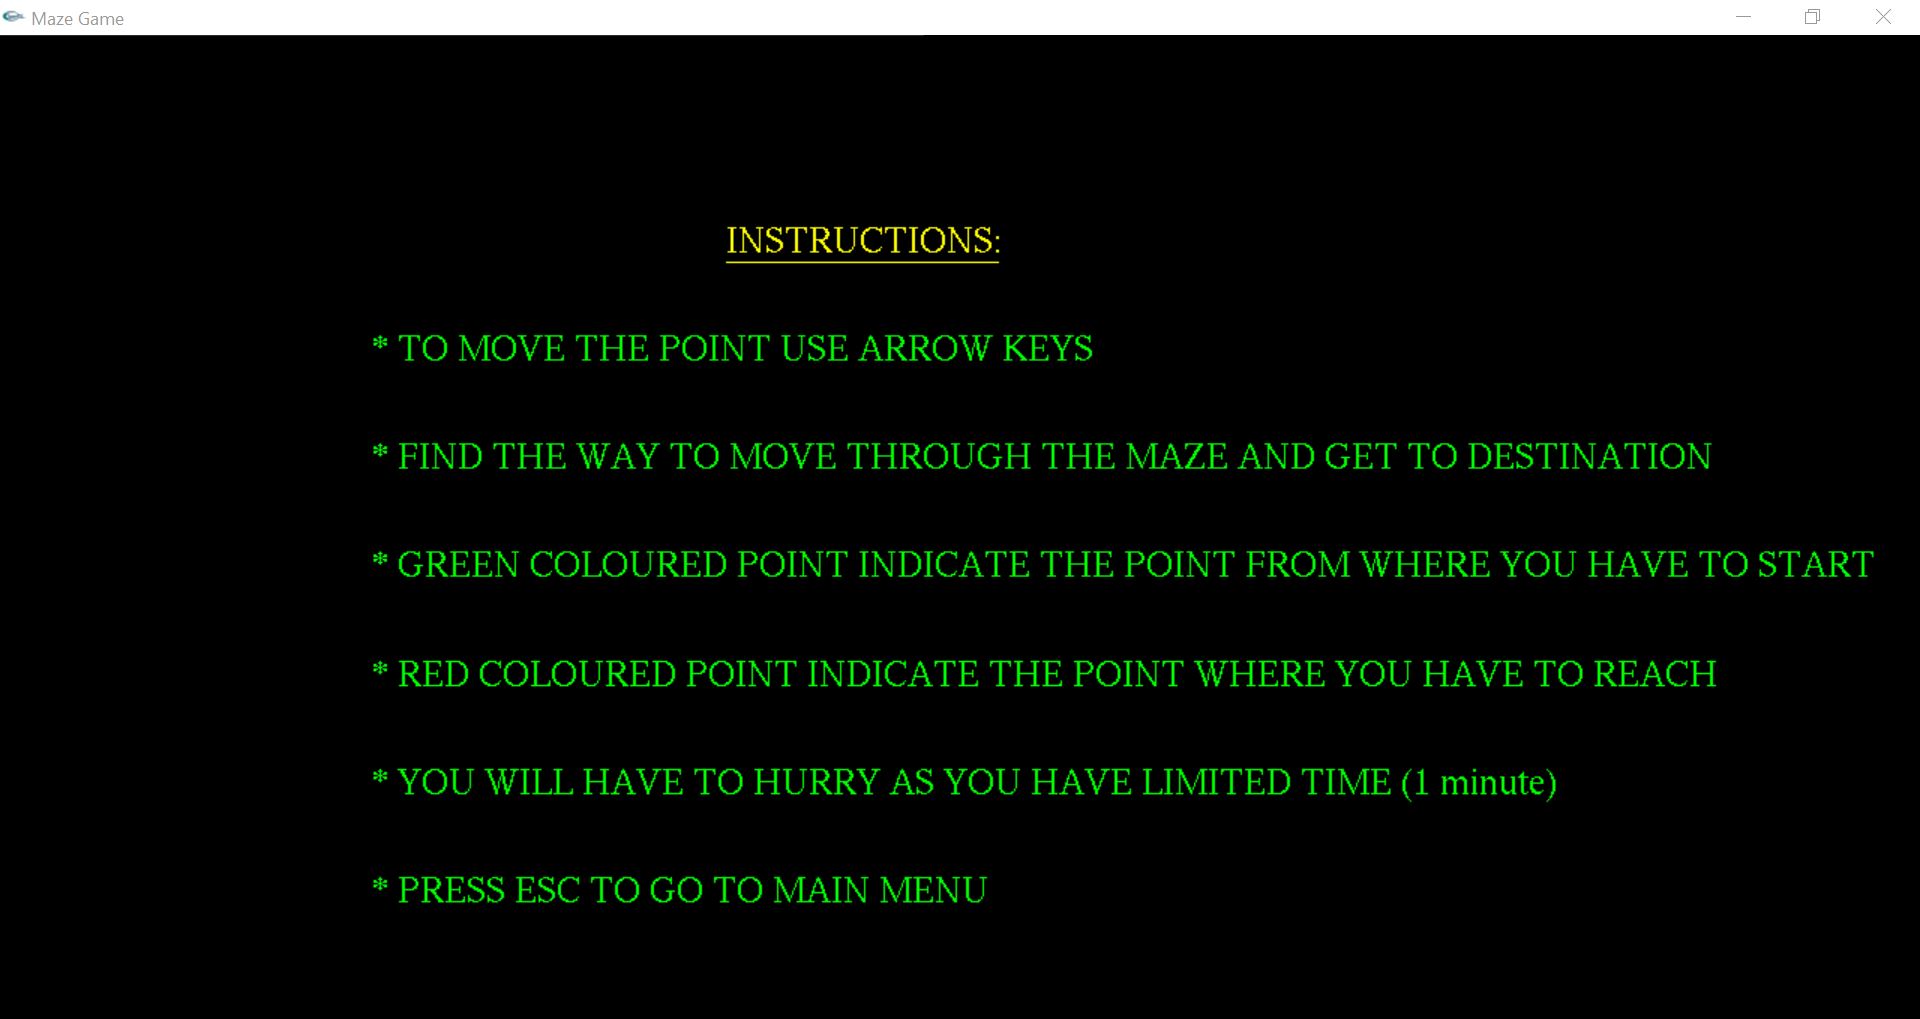 Maze Game
INSTRUCTIONS:
* TO MOVE THE POINT USE ARROW KEYS
* FIND THE WAY TO MOVE THROUGH THE MAZE AND GET TO DESTINATION
* GREEN COLOURED POINT INDICATE THE POINT FROM WHERE YOU HAVE TO START
* RED COLOURED POINT INDICATE THE POINT WHERE YOU HAVE TO REACH
* YOU WILL HAVE TO HURRY AS YOU HAVE LIMITED TIME (1 minute)
* PRESS ESC TO GO TO MAIN MENU